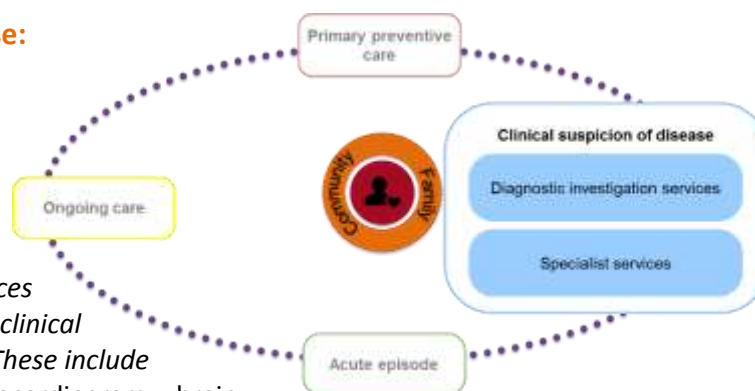 se:
Primary preventive
care
Clinical suspicion of disease
Diagnostic investigation services
Specialist services
Community
Family
Ongoing care
ces
clinical
These include
Acute episode
brain